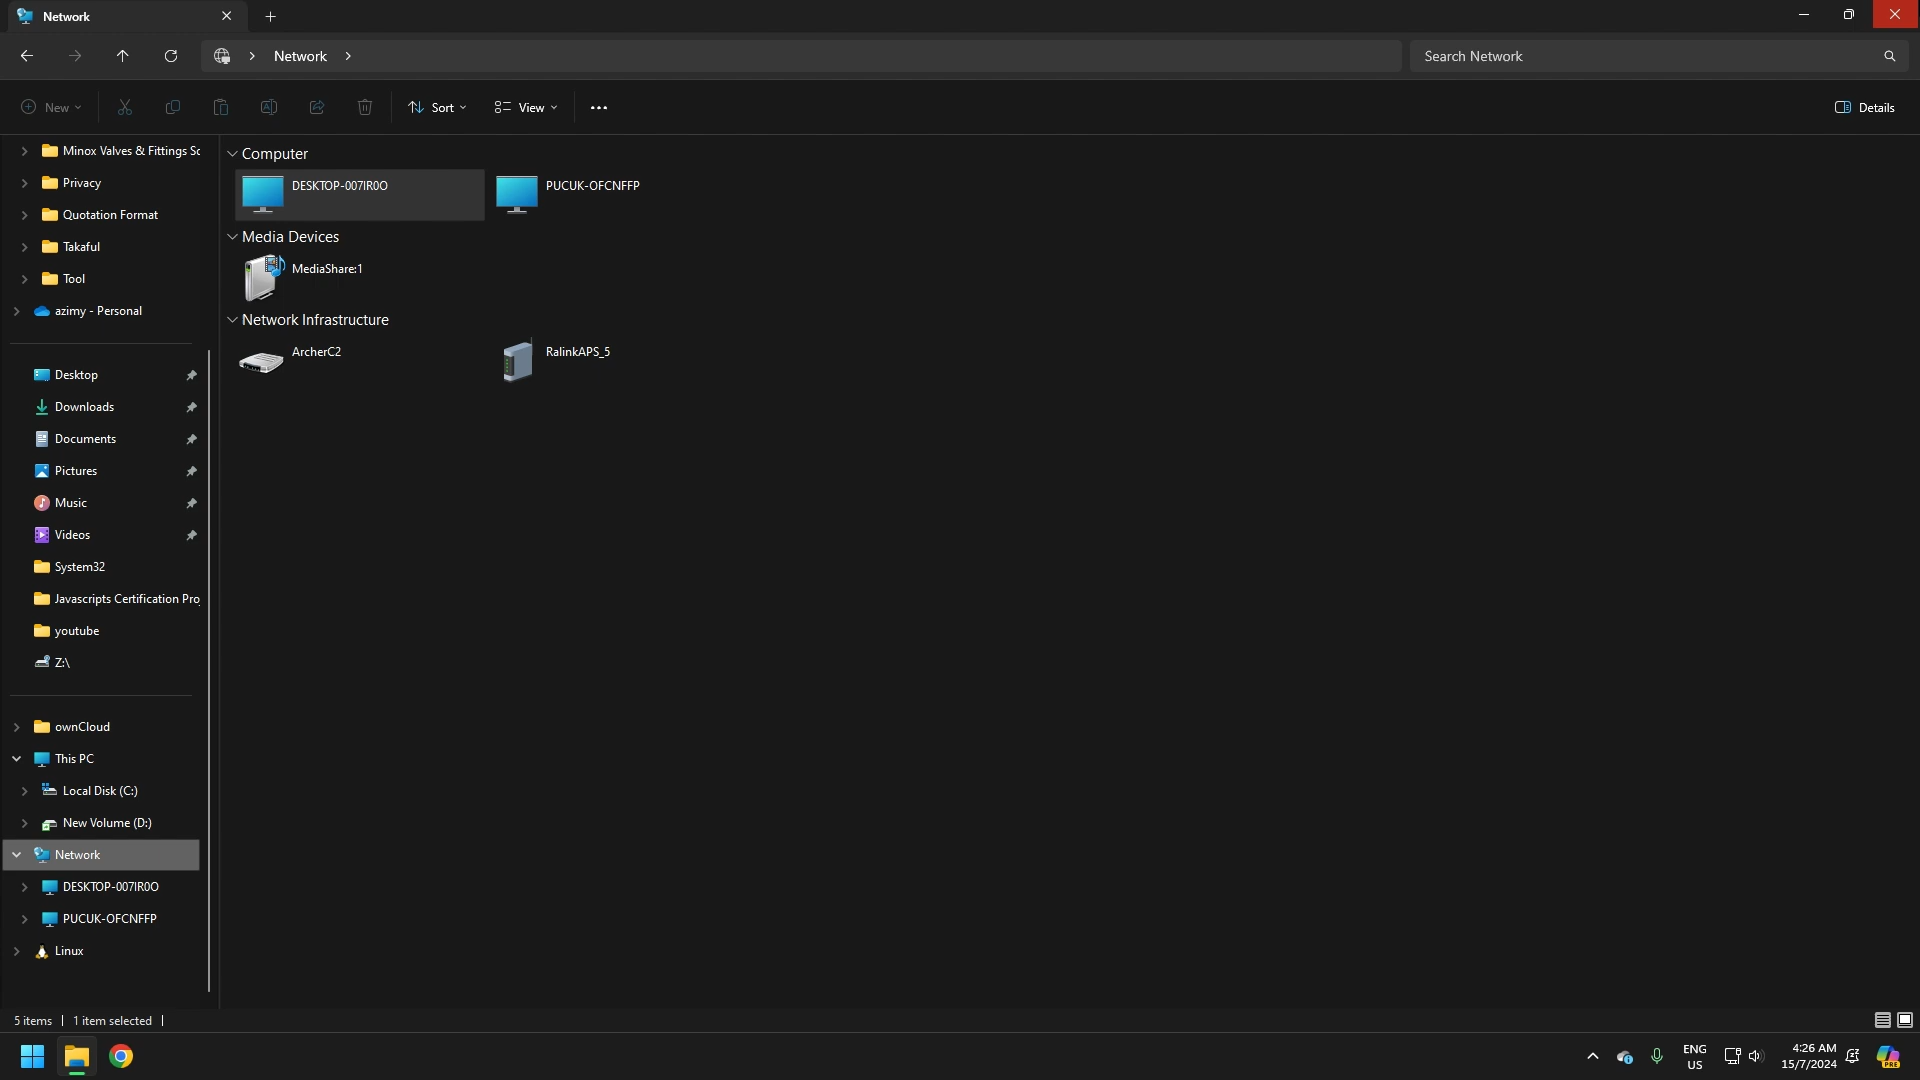 Network
Network
Search Network
New
Sort
View
Details
Minox Valves & Fittings Sc
Privacy
Quotation Format
Takaful
Tool
azimy - Personal
Desktop
Downloads
Documents
Pictures
Music
Videos
System32
Javascripts Certification Pro
youtube
Z:\
ownCloud
This PC
Local Disk (C:)
New Volume (D:)
Network
DESKTOP-007IR0O
PUCUK-OFCNFFP
Linux
Computer
DESKTOP-007IR0O
PUCUK-OFCNFFP
Media Devices
MediaShare:1
Network Infrastructure
ArcherC2
RalinkAPS_5
5 items
1 item selected
ENG
US
4:26 AM
15/7/2024
PRE